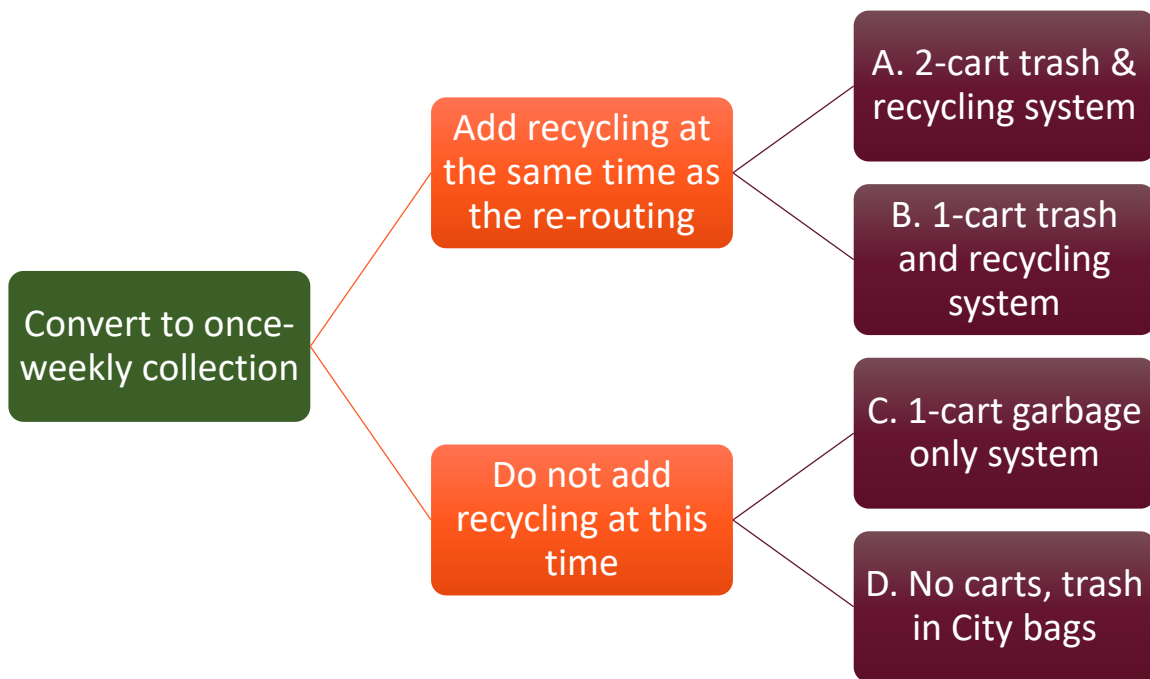 Convert to once-
weekly collection
Add recycling at
the same time as
the re-routing
A. 2-cart trash &
recycling system
B. 1-cart trash
and recycling
system
Do not add
recycling at this
time
C. 1-cart garbage
only system
D. No carts, trash
in City bags